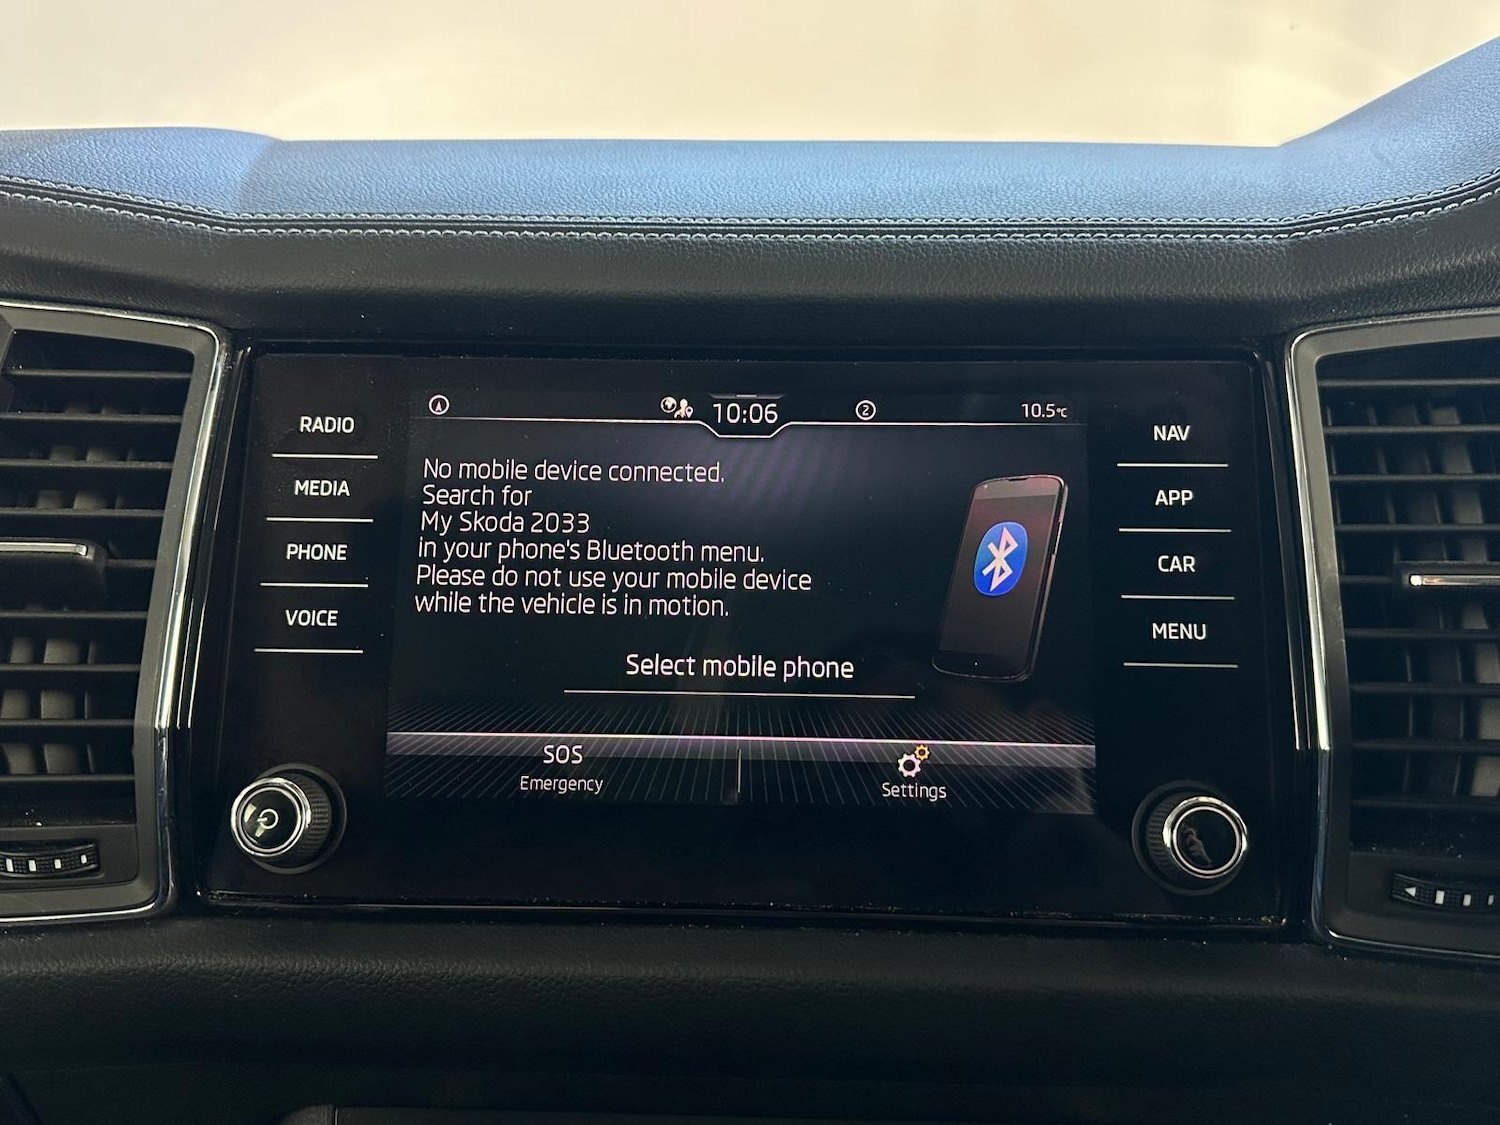 10:06
2
10.5°C
RADIO
MEDIA
PHONE
VOICE
No mobile device connected.
Search for
My Skoda 2033
in your phone's Bluetooth menu.
Please do not use your mobile device
while the vehicle is in motion.
Select mobile phone
SOS
Emergency
Settings
NAV
APP
CAR
MENU